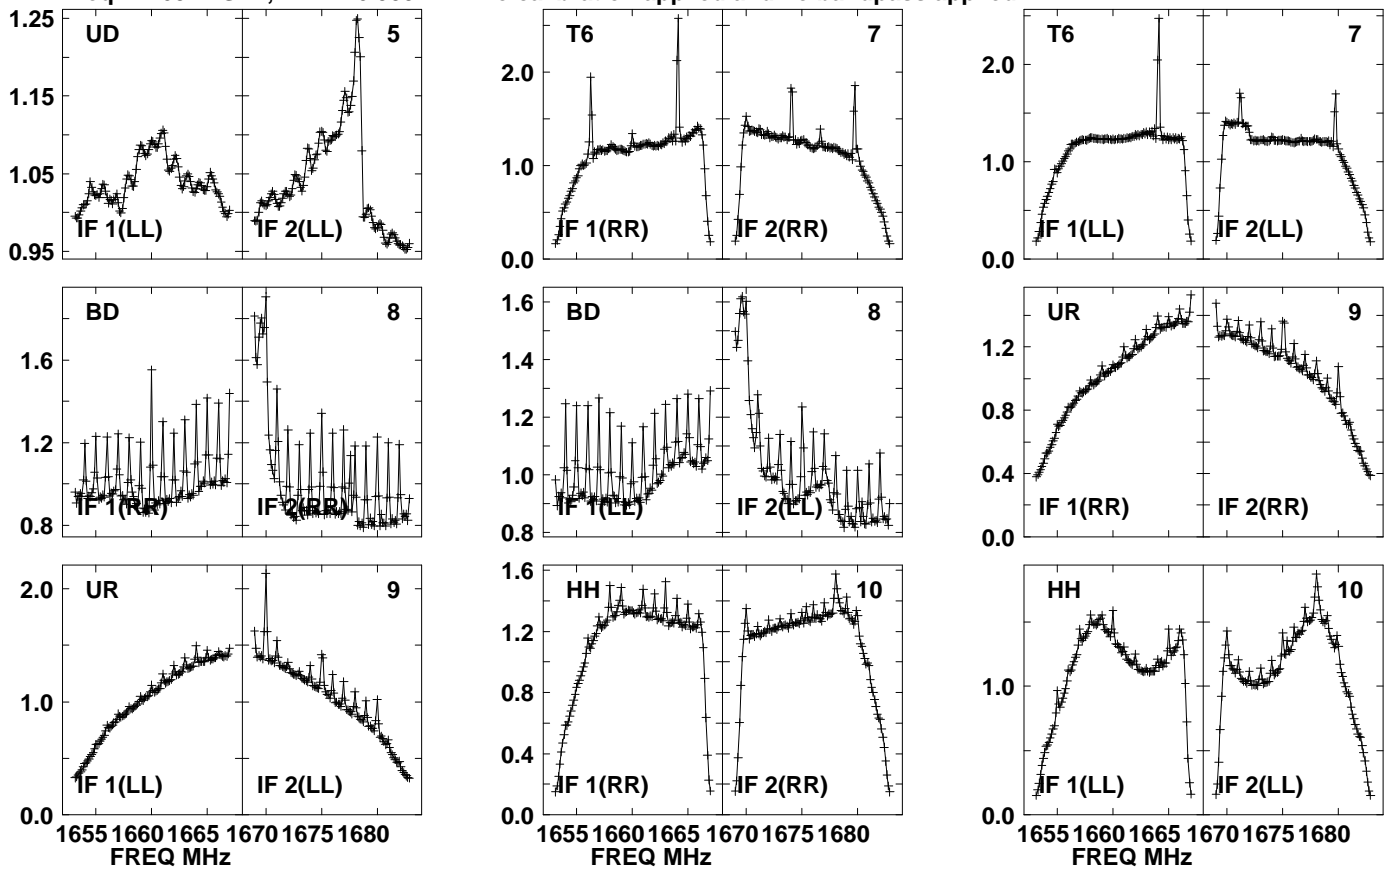 1.25
1.15
1.05
0.95
UD 5
IF 1(LL) IF 2(LL)
2.0
1.0
0.0
T6 7
IF 1(RR) IF 2(RR)
2.0
1.0
0.0
T6 7
IF 1(LL) IF 2(LL)
1.6
1.2
0.8
BD 8
IF 1(RR) IF 2(RR)
1.6
1.4
1.2
1.0
0.8
BD 8
IF 1(LL) IF 2(LL)
1.2
0.8
0.4
0.0
UR 9
IF 1(RR) IF 2(RR)
2.0
1.0
0.0
UR 9
IF 1(LL) IF 2(LL)
1655 1660 1665 1670 1675 1680
FREQ MHz
1.6
1.2
0.8
0.4
0.0
HH 10
IF 1(RR) IF 2(RR)
1655 1660 1665 1670 1675 1680
FREQ MHz
1.0
0.0
HH 10
IF 1(LL) IF 2(LL)
1655 1660 1665 1670 1675 1680
FREQ MHz